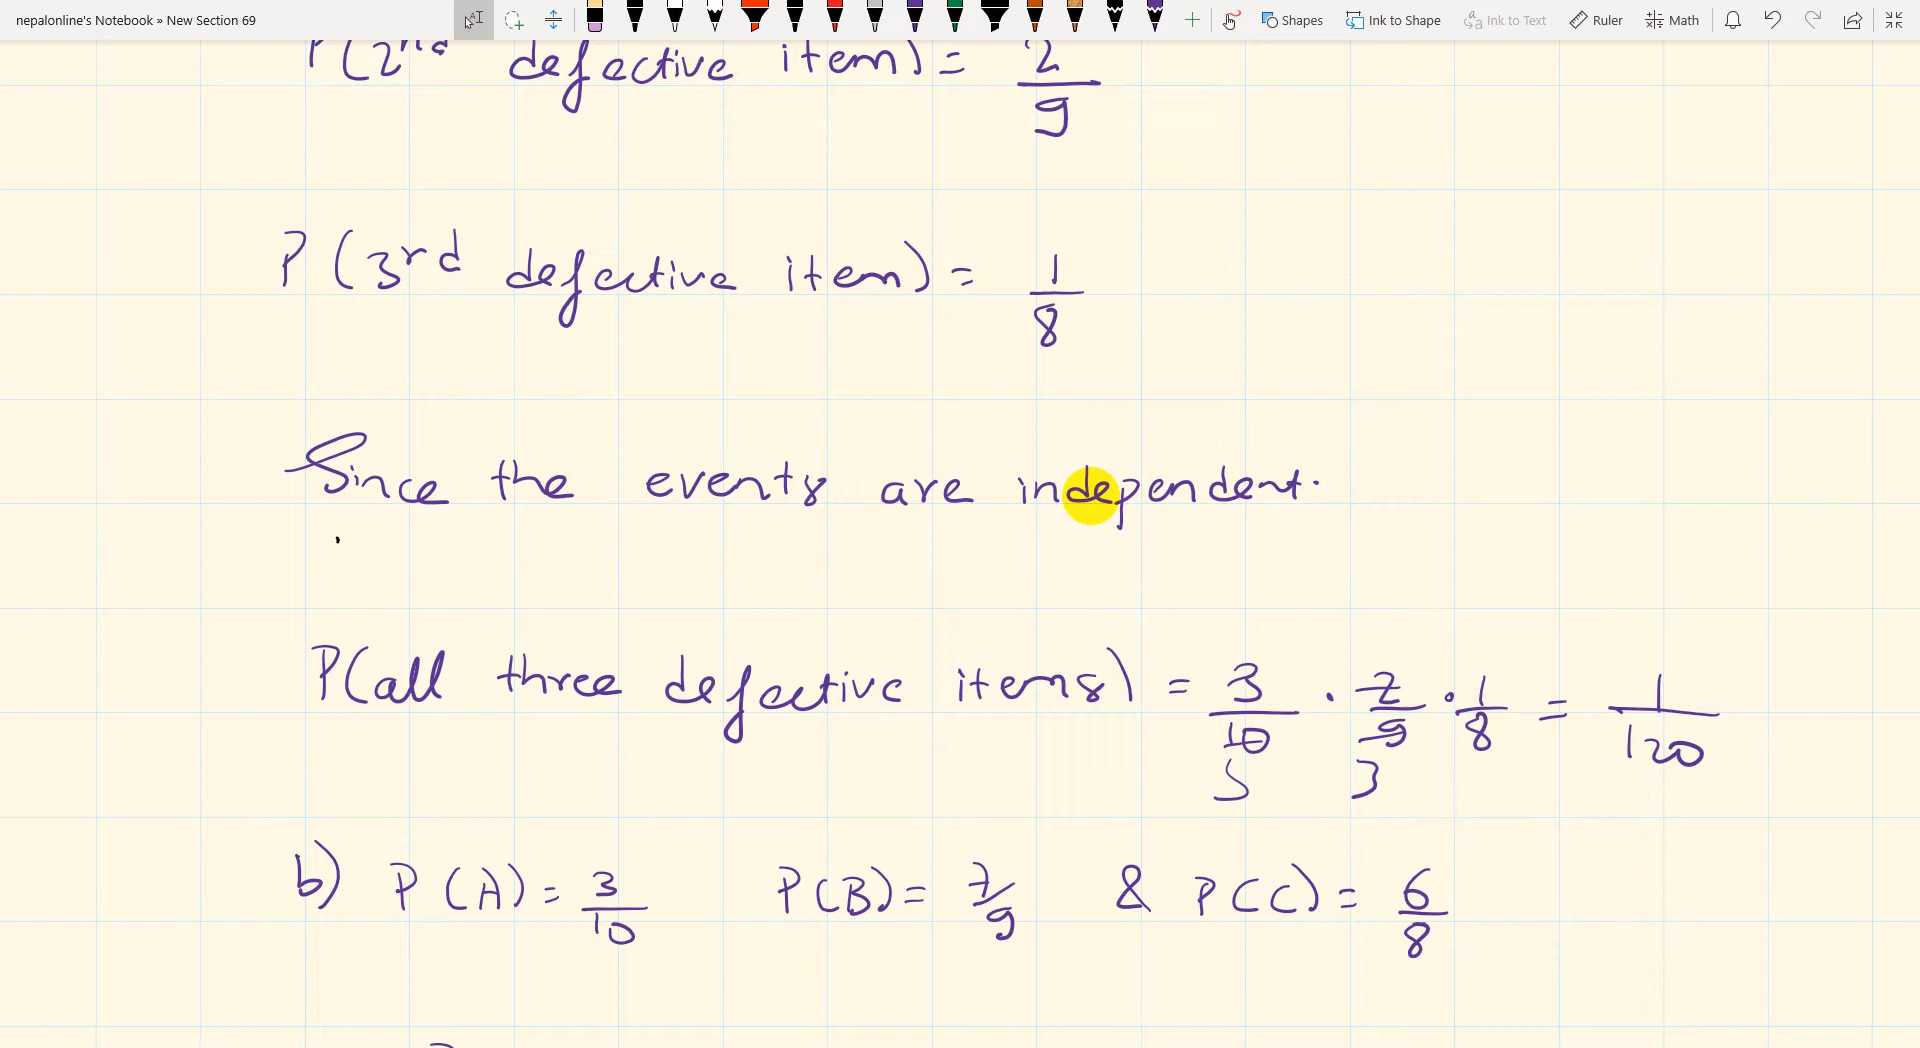 nepalonline's Notebook » New Section 69
Shapes Ink to Shape Ink to Text Ruler Math
P(2nd defective item) = 2/9
P(3rd defective item) = 1/8
Since the events are independent.
P(all three defective items) = 3/10 · 2/9 · 1/8 = 1/120
5 3
b) P(A) = 3/10 P(B) = 7/9 & P(C) = 6/8